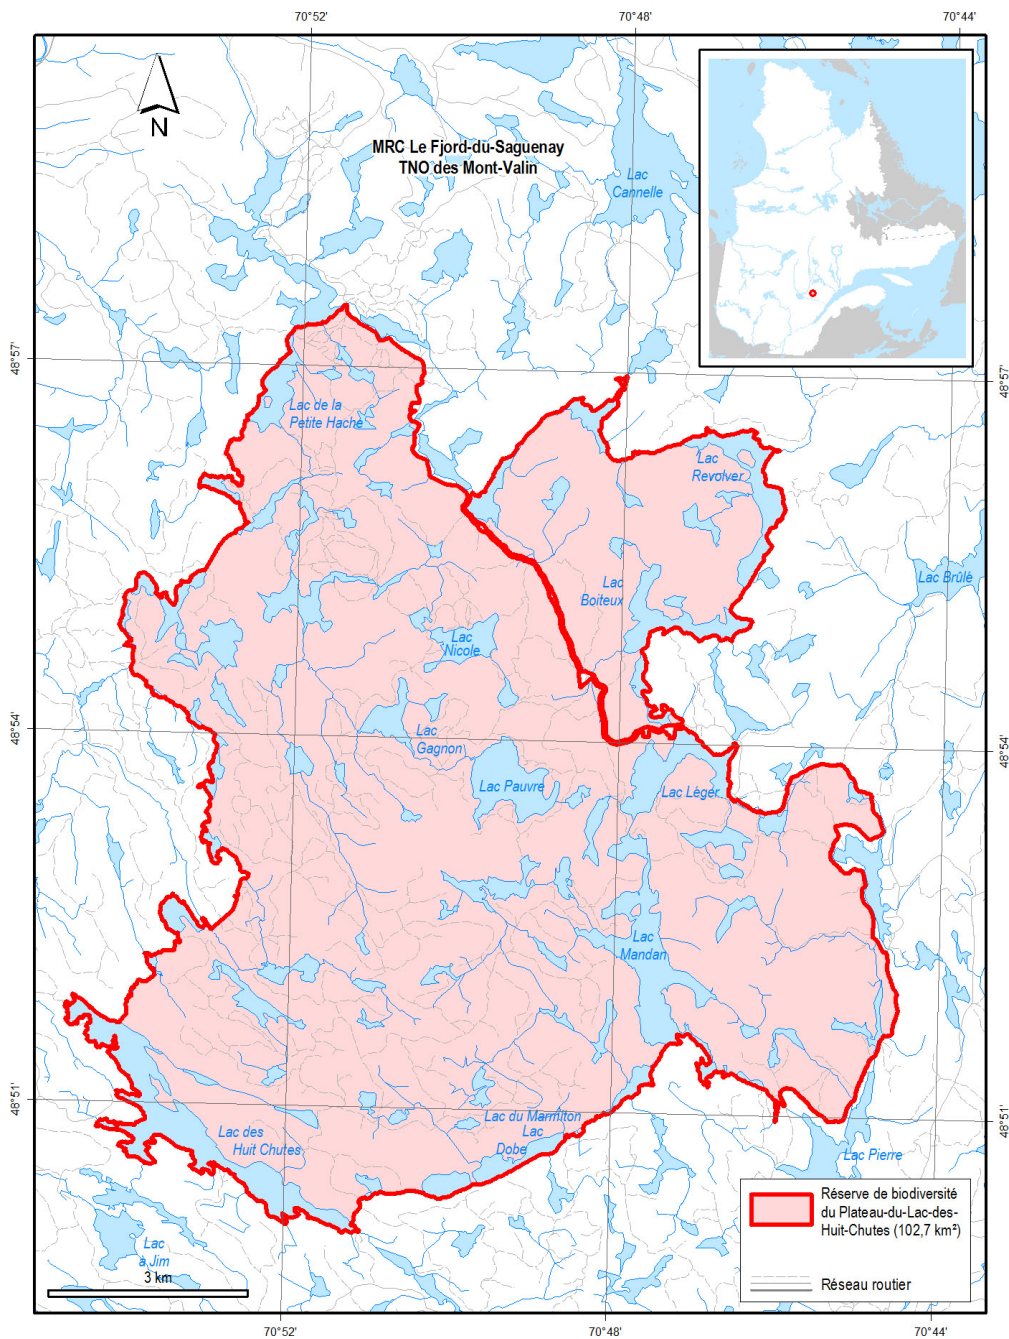 70°52'
70°48'
70°44'
N
MRC Le Fjord-du-Saguenay
TNO des Mont-Valin
Lac
Cannelle
48°57'
48°57'
Lac de la
Petite Hache
Lac
Revolver
Lac Brûlé
Lac
Boiteux
Lac
Nicole
48°54'
48°54'
Lac
Gagnon
Lac Pauvre
Lac Léger
Lac
Mandan
48°51'
48°51'
Lac du Marmiton
Lac
Dobe
Lac des
Huit Chutes
Lac Pierre
Lac
à Jim
3 km
Réserve de biodiversité
du Plateau-du-Lac-des-
Huit-Chutes (102,7 km²)
Réseau routier
70°52'
70°48'
70°44'